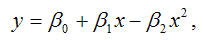 y = β₀ + β₁x − β₂x²,